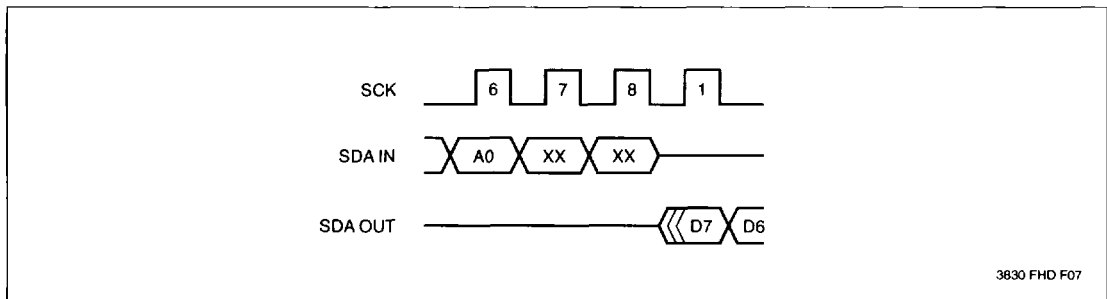 SCK 6 7 8 1
SDA IN A0 XX XX
SDA OUT D7 D6
3830 FHD F07